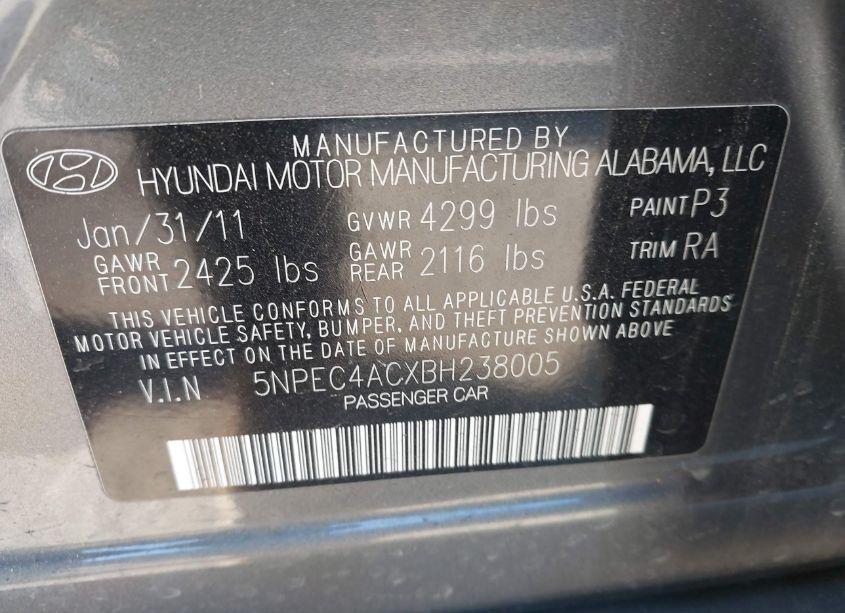 MANUFACTURED BY
HYUNDAI MOTOR MANUFACTURING ALABAMA, LLC
Jan/31/11 GVWR 4299 lbs PAINT P3
GAWR FRONT 2425 lbs GAWR REAR 2116 lbs TRIM RA
THIS VEHICLE CONFORMS TO ALL APPLICABLE U.S.A. FEDERAL
MOTOR VEHICLE SAFETY, BUMPER, AND THEFT PREVENTION STANDARDS
IN EFFECT ON THE DATE OF MANUFACTURE SHOWN ABOVE
V.I.N 5NPEC4ACXBH238005
PASSENGER CAR